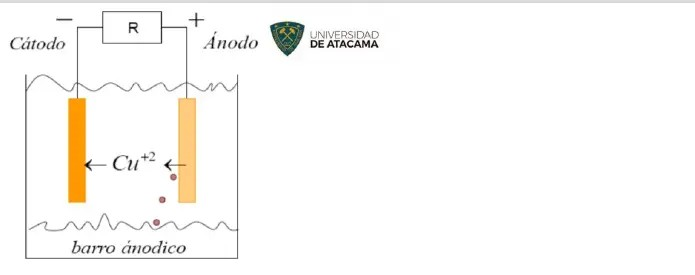 − R +
Cátodo
Ánodo
UNIVERSIDAD
DE ATACAMA
← Cu+2 ←
barro ánodico